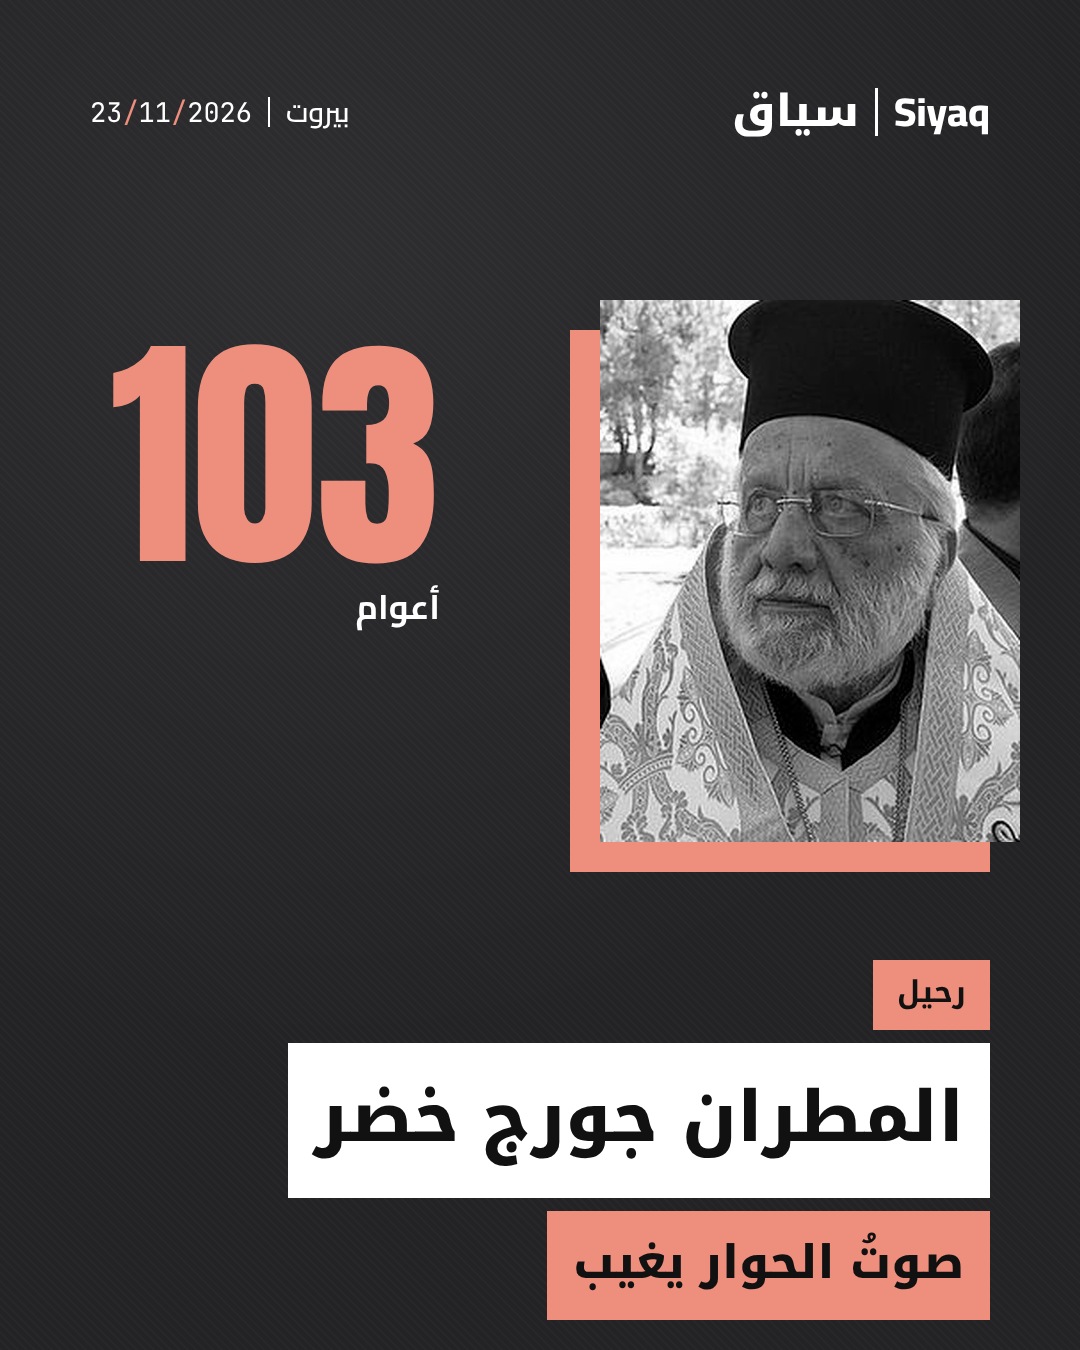 Siyaq | سياق
بيروت | 23/11/2026
103
أعوام
رحيل
المطران جورج خضر
صوتُ الحوار يغيب